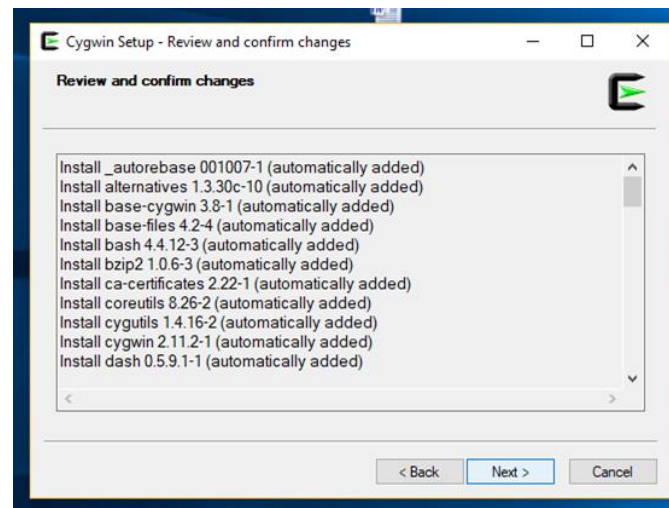 Cygwin Setup - Review and confirm changes
Review and confirm changes
Install _autorebase 001007-1 (automatically added)
Install alternatives 1.3.30c-10 (automatically added)
Install base-cygwin 3.8-1 (automatically added)
Install base-files 4.2-4 (automatically added)
Install bash 4.4.12-3 (automatically added)
Install bzip2 1.0.6-3 (automatically added)
Install ca-certificates 2.22-1 (automatically added)
Install coreutils 8.26-2 (automatically added)
Install cygutils 1.4.16-2 (automatically added)
Install cygwin 2.11.2-1 (automatically added)
Install dash 0.5.9.1-1 (automatically added)
< Back Next > Cancel